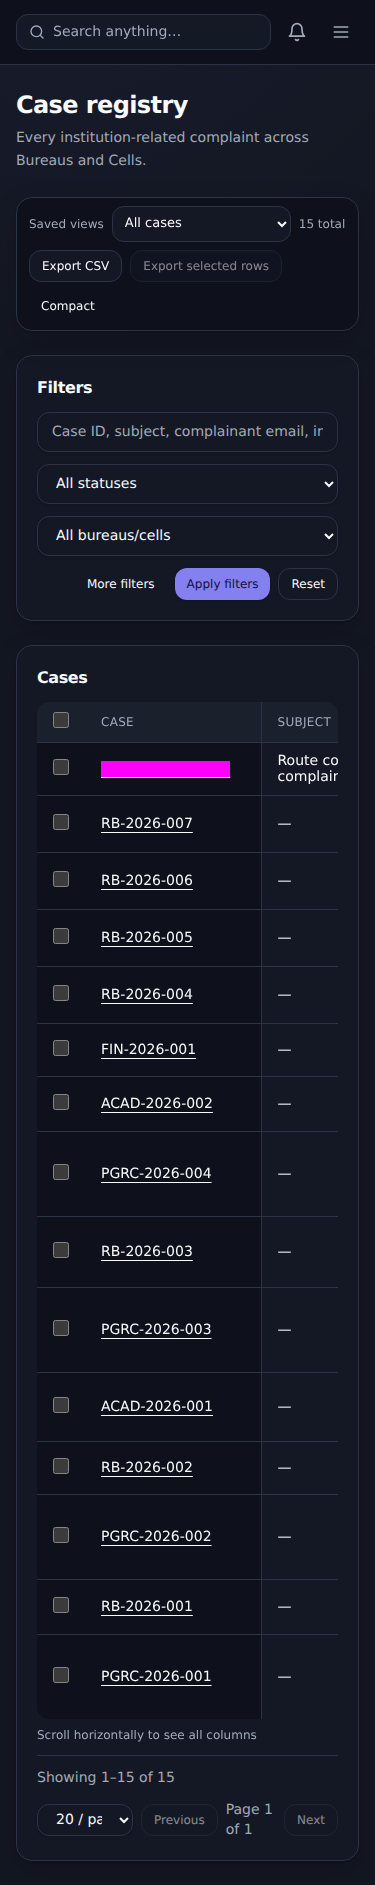 Search anything...
Case registry
Every institution-related complaint across
Bureaus and Cells.
Saved views
All cases
15 total
Export CSV
Export selected rows
Compact
Filters
Case ID, subject, complainant email, ir
All statuses
All bureaus/cells
More filters
Apply filters
Reset
Cases
CASE SUBJECT
Route co
complair
RB-2026-007 —
RB-2026-006 —
RB-2026-005 —
RB-2026-004 —
FIN-2026-001 —
ACAD-2026-002 —
PGRC-2026-004 —
RB-2026-003 —
PGRC-2026-003 —
ACAD-2026-001 —
RB-2026-002 —
PGRC-2026-002 —
RB-2026-001 —
PGRC-2026-001 —
Scroll horizontally to see all columns
Showing 1–15 of 15
20 / pa
Previous
Page 1
of 1
Next